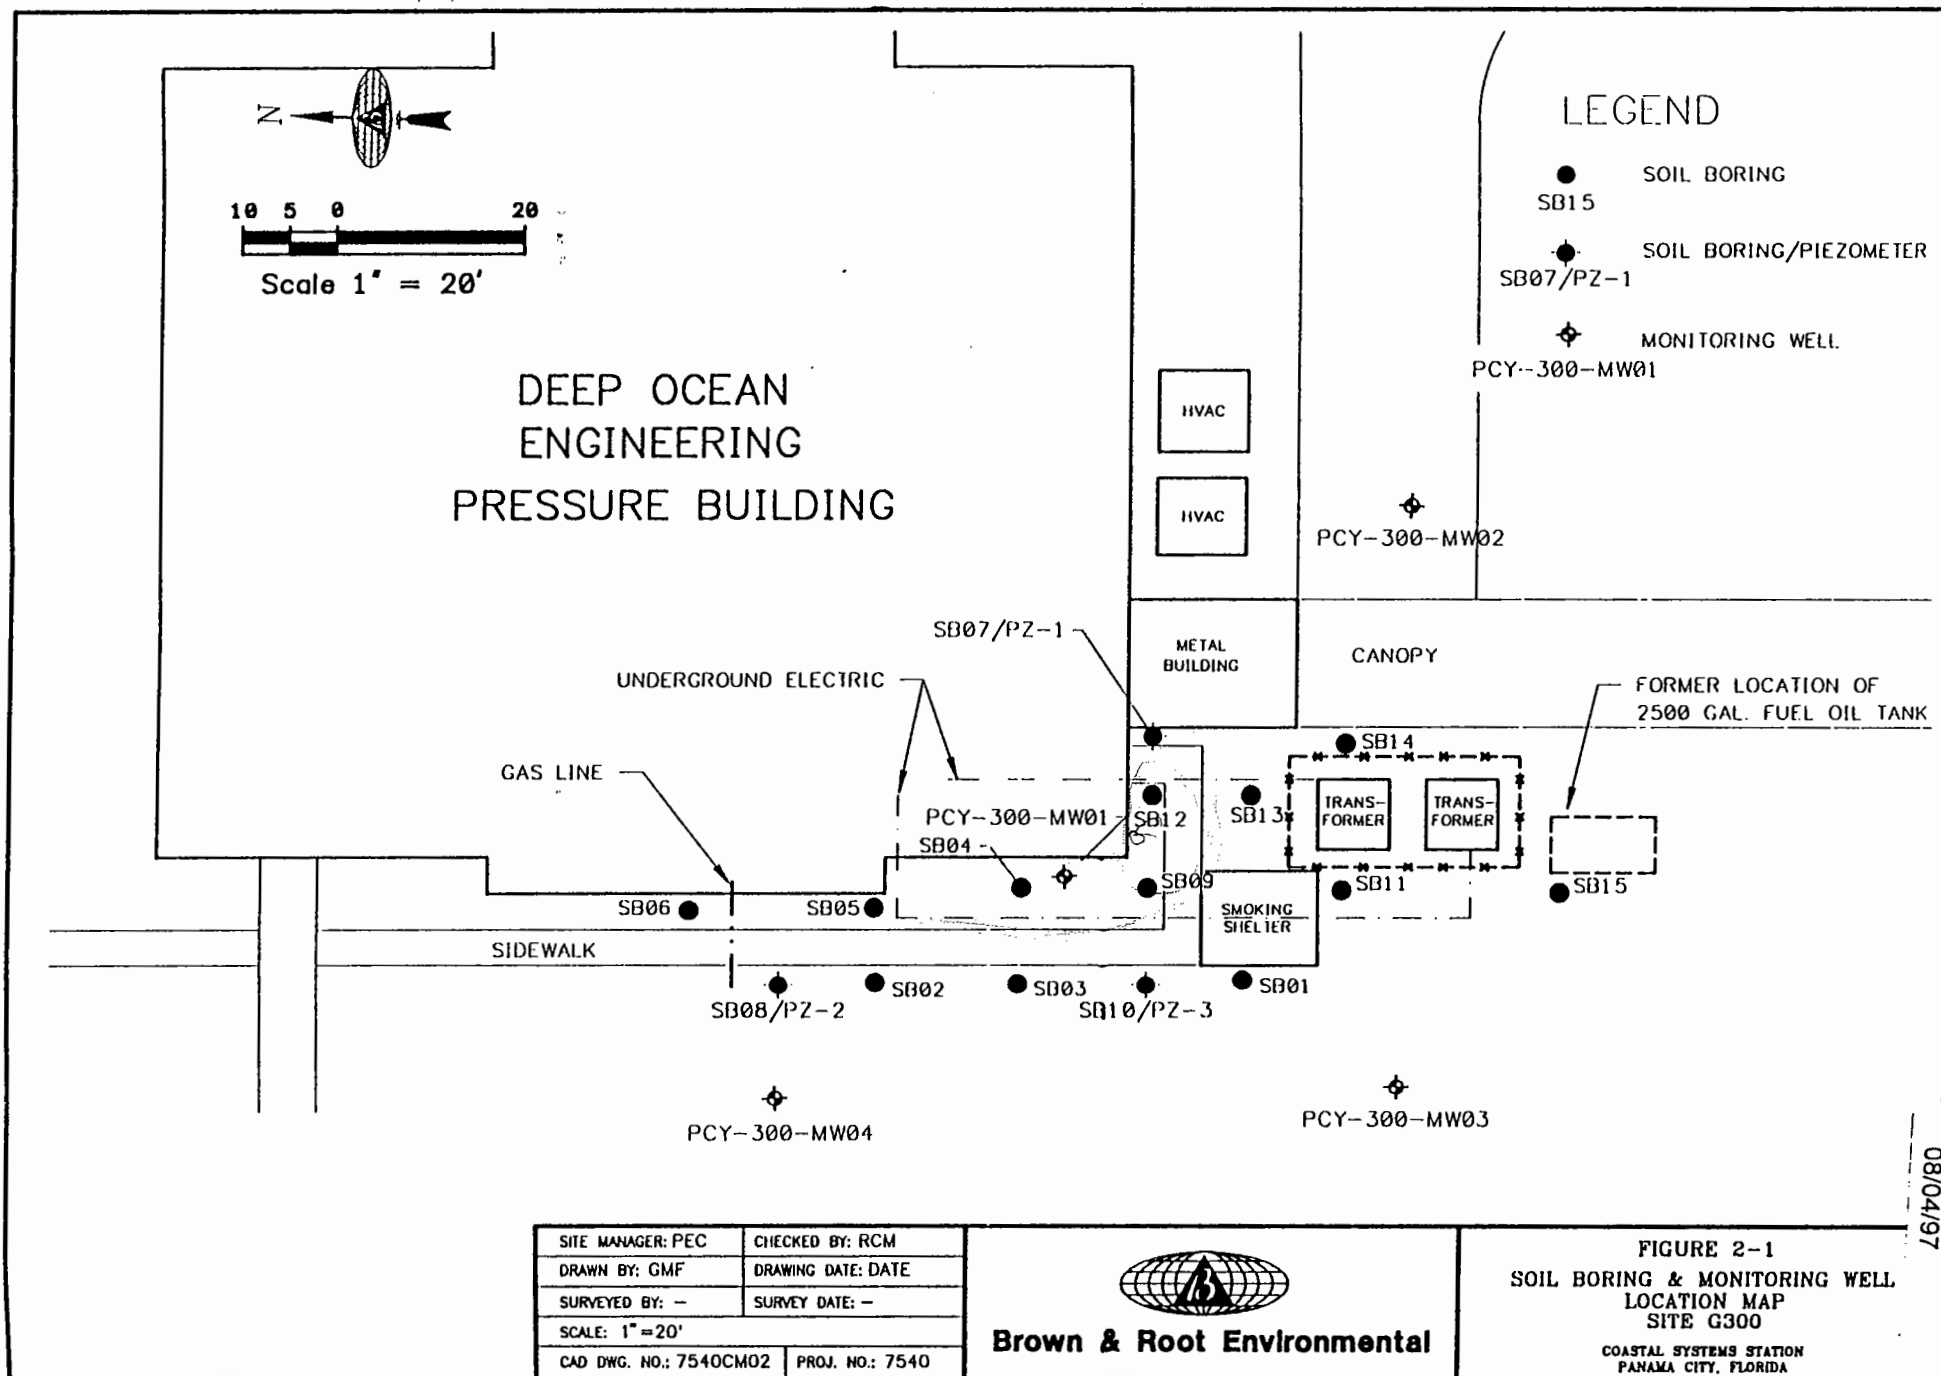 N
10 5 0 20
Scale 1" = 20'
DEEP OCEAN
ENGINEERING
PRESSURE BUILDING
LEGEND
SOIL BORING
SB15
SOIL BORING/PIEZOMETER
SB07/PZ-1
MONITORING WELL
PCY-300-MW01
HVAC
HVAC
PCY-300-MW02
SB07/PZ-1
METAL
BUILDING
CANOPY
UNDERGROUND ELECTRIC
FORMER LOCATION OF
2500 GAL. FUEL OIL TANK
SB14
GAS LINE
PCY-300-MW01
SB12
SB13
TRANS-
FORMER
TRANS-
FORMER
SB04
SB09
SB11
SB15
SB06
SB05
SMOKING
SHELTER
SIDEWALK
SB02
SB03
SB01
SB08/PZ-2
SB10/PZ-3
PCY-300-MW04
PCY-300-MW03
08/04/97
SITE MANAGER: PEC
CHECKED BY: RCM
DRAWN BY: GMF
DRAWING DATE: DATE
SURVEYED BY: -
SURVEY DATE: -
SCALE: 1"=20'
CAD DWG. NO.: 7540CM02
PROJ. NO.: 7540
Brown & Root Environmental
FIGURE 2-1
SOIL BORING & MONITORING WELL
LOCATION MAP
SITE G300
COASTAL SYSTEMS STATION
PANAMA CITY, FLORIDA